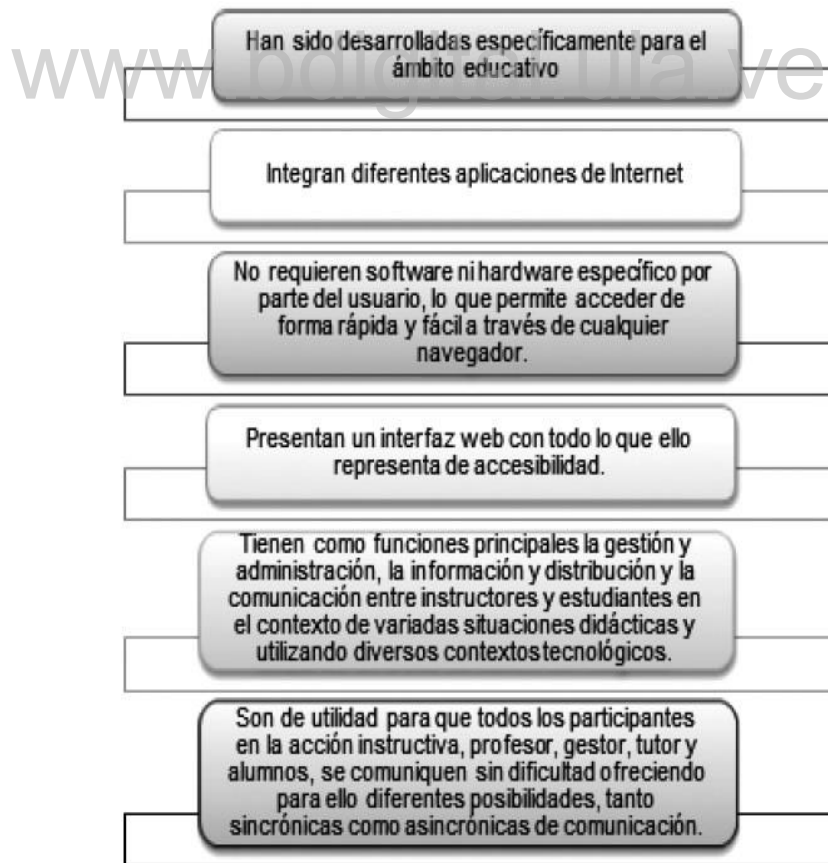 www.bdigital.ula.ve
Han sido desarrolladas específicamente para el
ámbito educativo
Integran diferentes aplicaciones de Internet
No requieren software ni hardware específico por
parte del usuario, lo que permite acceder de
forma rápida y fácil a través de cualquier
navegador.
Presentan un interfaz web con todo lo que ello
representa de accesibilidad.
Tienen como funciones principales la gestión y
administración, la información y distribución y la
comunicación entre instructores y estudiantes en
el contexto de variadas situaciones didácticas y
utilizando diversos contextos tecnológicos.
Son de utilidad para que todos los participantes
en la acción instructiva, profesor, gestor, tutor y
alumnos, se comuniquen sin dificultad ofreciendo
para ello diferentes posibilidades, tanto
sincrónicas como asincrónicas de comunicación.